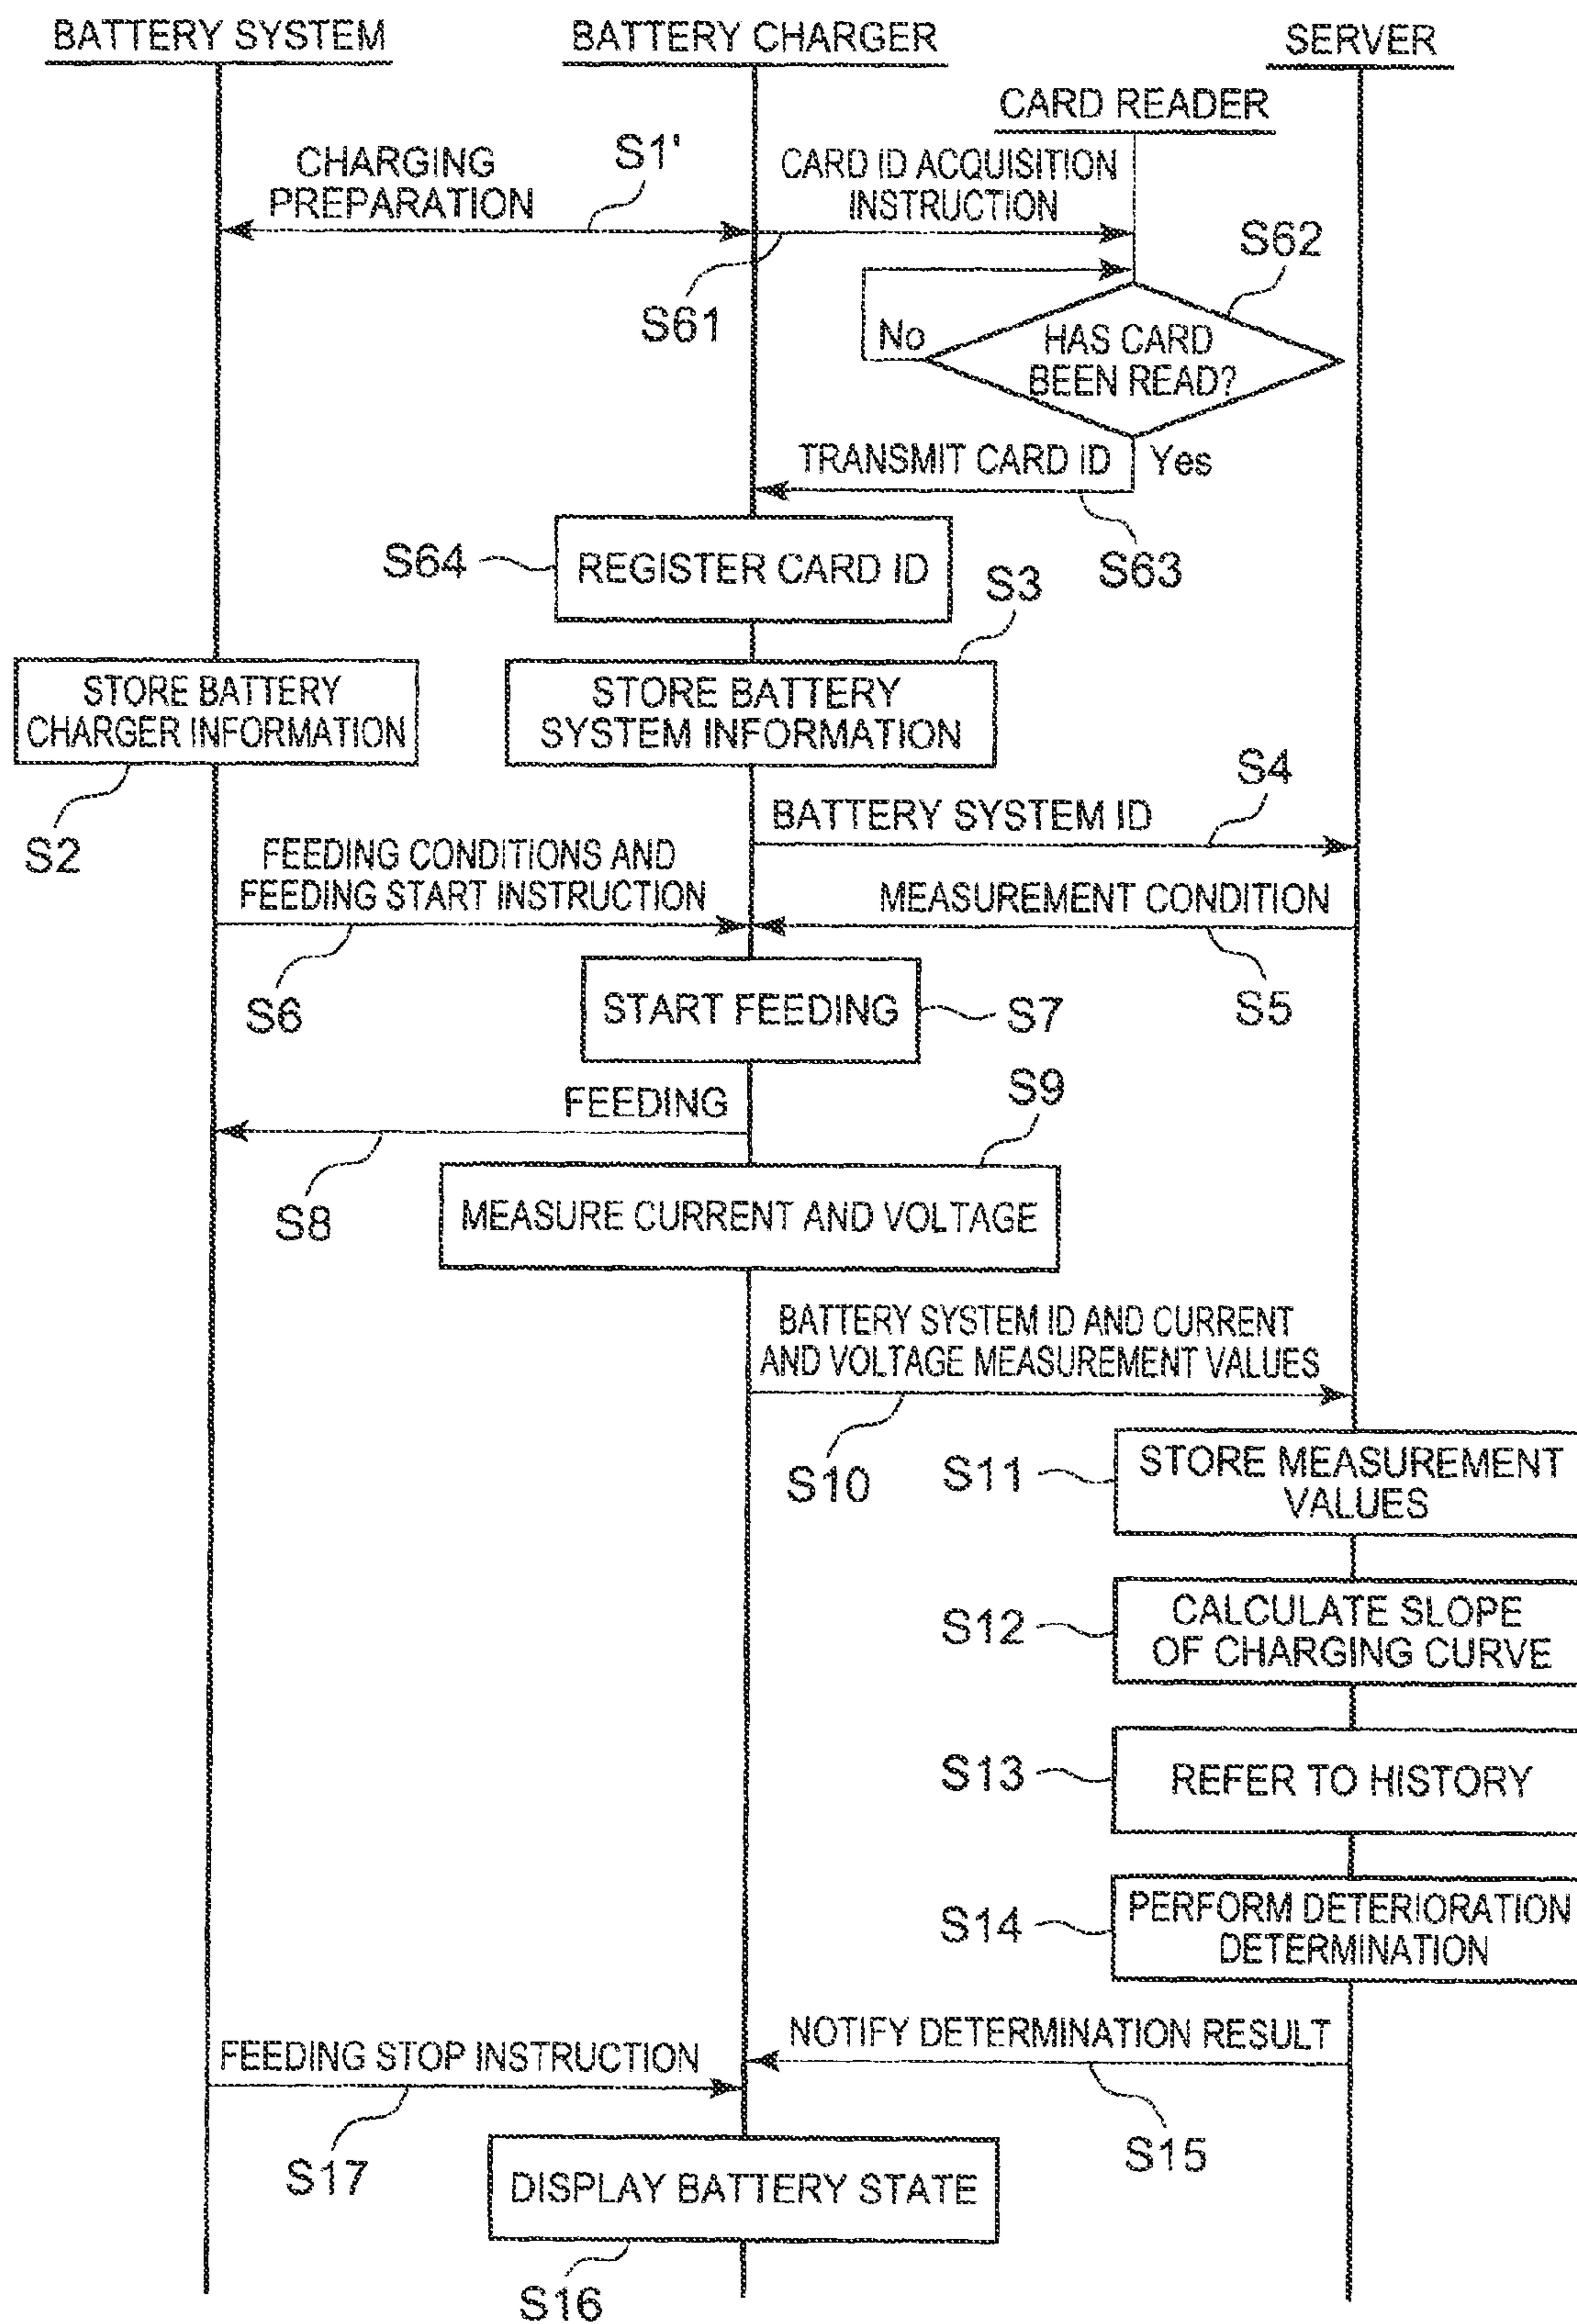 BATTERY SYSTEM
BATTERY CHARGER
SERVER
CARD READER
CHARGING
PREPARATION
S1'
CARD ID ACQUISITION
INSTRUCTION
S61
S62
No
HAS CARD
BEEN READ?
TRANSMIT CARD ID
Yes
S64
REGISTER CARD ID
S63
S3
STORE BATTERY
CHARGER INFORMATION
STORE BATTERY
SYSTEM INFORMATION
S2
BATTERY SYSTEM ID
S4
FEEDING CONDITIONS AND
FEEDING START INSTRUCTION
MEASUREMENT CONDITION
S6
START FEEDING
S7
S5
FEEDING
S9
S8
MEASURE CURRENT AND VOLTAGE
BATTERY SYSTEM ID AND CURRENT
AND VOLTAGE MEASUREMENT VALUES
S10
S11
STORE MEASUREMENT
VALUES
S12
CALCULATE SLOPE
OF CHARGING CURVE
S13
REFER TO HISTORY
S14
PERFORM DETERIORATION
DETERMINATION
NOTIFY DETERMINATION RESULT
FEEDING STOP INSTRUCTION
S15
S17
DISPLAY BATTERY STATE
S16